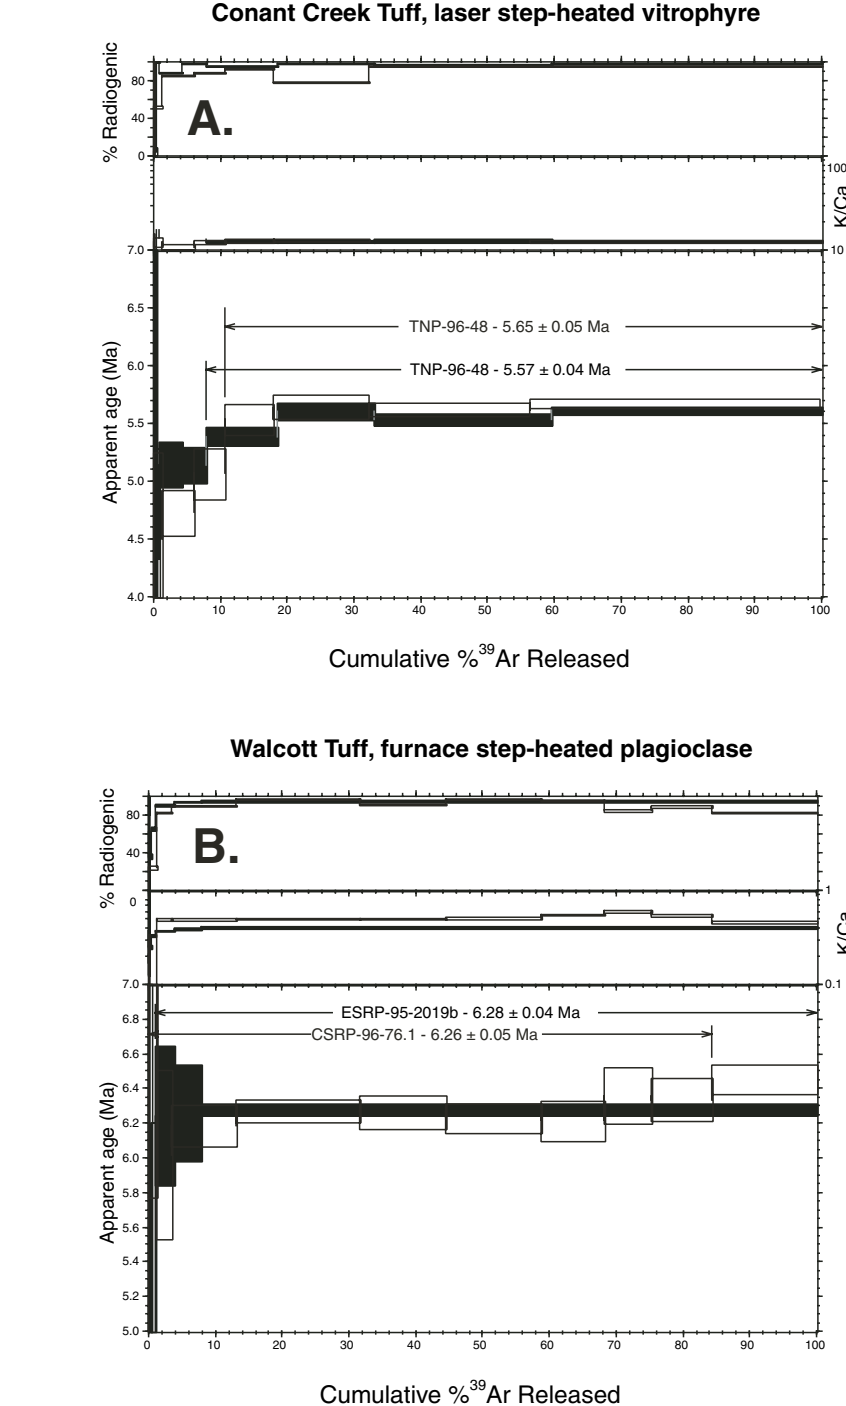 Conant Creek Tuff, laser step-heated vitrophyre
% Radiogenic
80
40
0
A.
100
K/Ca
10
7.0
6.5
6.0
5.5
5.0
4.5
4.0
Apparent age (Ma)
TNP-96-48 - 5.65 ± 0.05 Ma
TNP-96-48 - 5.57 ± 0.04 Ma
0 10 20 30 40 50 60 70 80 90 100
Cumulative %39Ar Released
Walcott Tuff, furnace step-heated plagioclase
% Radiogenic
80
40
0
B.
1
K/Ca
0.1
7.0
6.8
6.6
6.4
6.2
6.0
5.8
5.6
5.4
5.2
5.0
Apparent age (Ma)
ESRP-95-2019b - 6.28 ± 0.04 Ma
CSRP-96-76.1 - 6.26 ± 0.05 Ma
0 10 20 30 40 50 60 70 80 90 100
Cumulative %39Ar Released